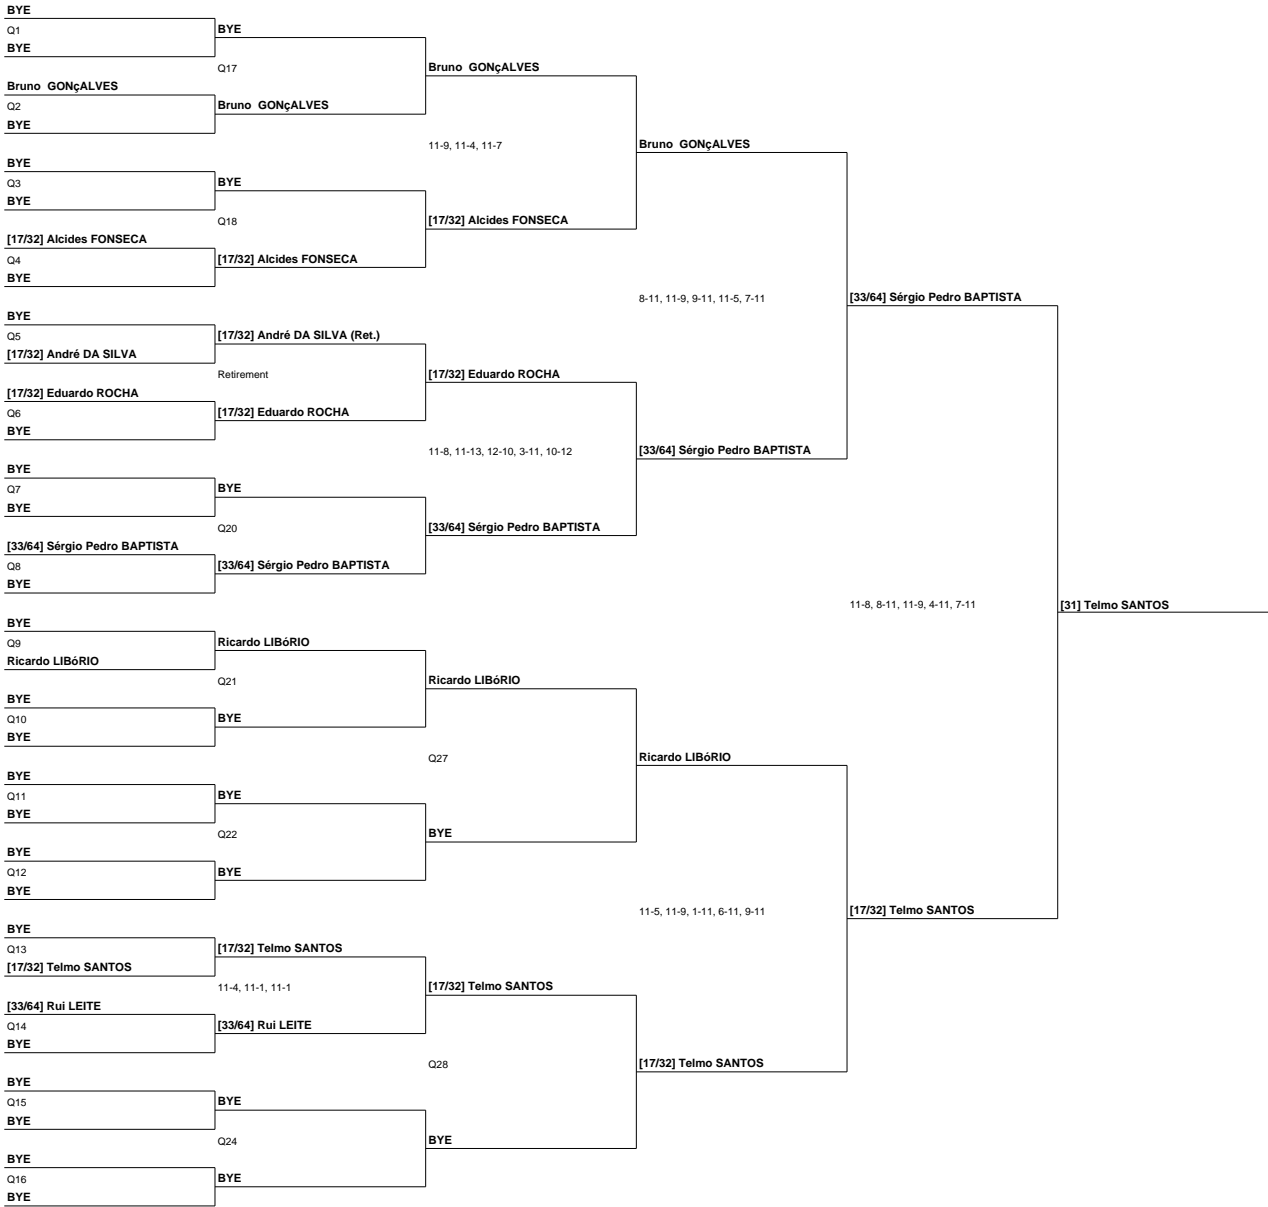 BYE
Q1
BYE
BYE
Q17
Bruno GONçALVES
Bruno GONçALVES
Q2
BYE
Bruno GONçALVES
11-9, 11-4, 11-7
Bruno GONçALVES
BYE
Q3
BYE
BYE
Q18
[17/32] Alcides FONSECA
[17/32] Alcides FONSECA
Q4
BYE
[17/32] Alcides FONSECA
8-11, 11-9, 9-11, 11-5, 7-11
[33/64] Sérgio Pedro BAPTISTA
BYE
Q5
[17/32] André DA SILVA
[17/32] André DA SILVA (Ret.)
Retirement
[17/32] Eduardo ROCHA
[17/32] Eduardo ROCHA
Q6
BYE
[17/32] Eduardo ROCHA
11-8, 11-13, 12-10, 3-11, 10-12
[33/64] Sérgio Pedro BAPTISTA
BYE
Q7
BYE
BYE
Q20
[33/64] Sérgio Pedro BAPTISTA
[33/64] Sérgio Pedro BAPTISTA
Q8
BYE
[33/64] Sérgio Pedro BAPTISTA
11-8, 8-11, 11-9, 4-11, 7-11
[31] Telmo SANTOS
BYE
Q9
Ricardo LIBóRIO
Ricardo LIBóRIO
Q21
Ricardo LIBóRIO
BYE
Q10
BYE
BYE
Q27
Ricardo LIBóRIO
BYE
Q11
BYE
BYE
Q22
BYE
BYE
Q12
BYE
BYE
11-5, 11-9, 1-11, 6-11, 9-11
[17/32] Telmo SANTOS
BYE
Q13
[17/32] Telmo SANTOS
[17/32] Telmo SANTOS
11-4, 11-1, 11-1
[17/32] Telmo SANTOS
[33/64] Rui LEITE
Q14
BYE
[33/64] Rui LEITE
Q28
[17/32] Telmo SANTOS
BYE
Q15
BYE
BYE
Q24
BYE
BYE
Q16
BYE
BYE